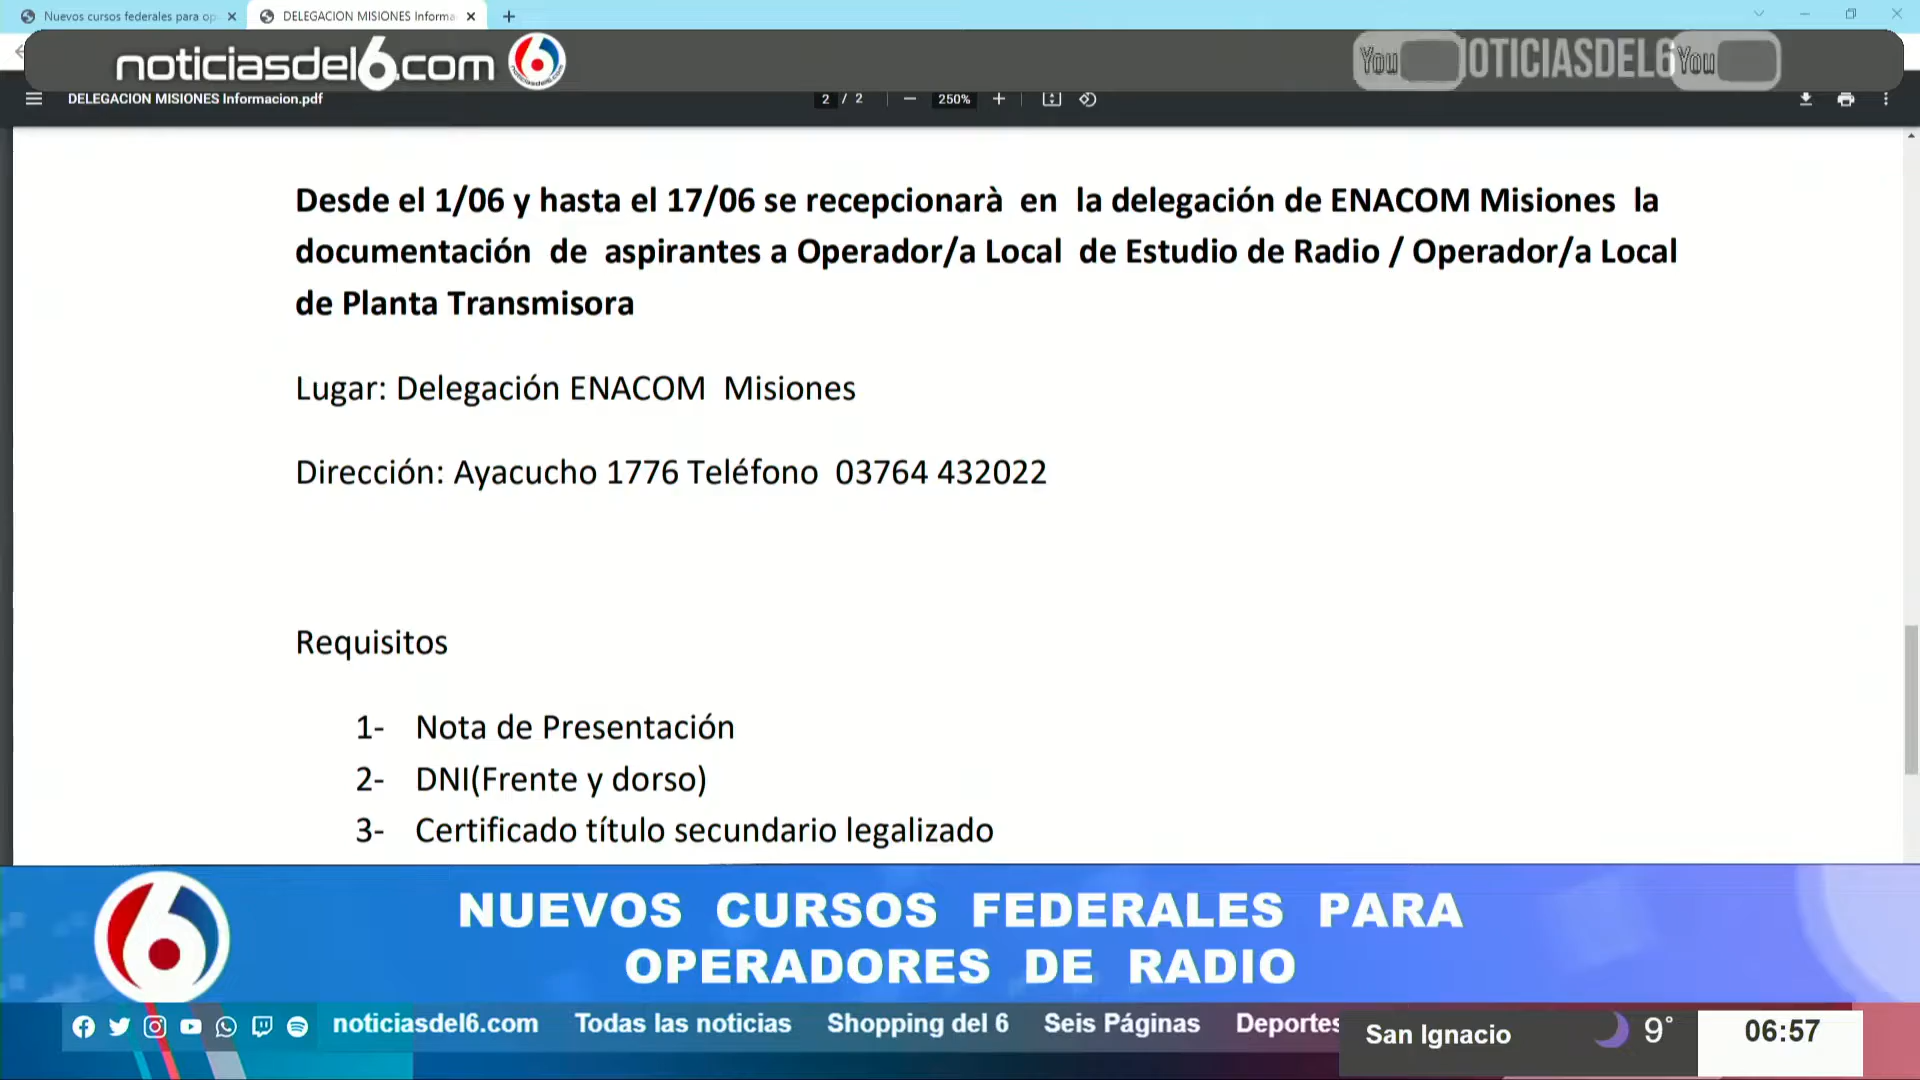 Nuevos cursos federales para op
DELEGACION MISIONES Informa
noticiasdel6.com
You NOTICIASDEL6 You
DELEGACION MISIONES Informacion.pdf
2 / 2
250%
Desde el 1/06 y hasta el 17/06 se recepcionarà en la delegación de ENACOM Misiones la
documentación de aspirantes a Operador/a Local de Estudio de Radio / Operador/a Local
de Planta Transmisora
Lugar: Delegación ENACOM Misiones
Dirección: Ayacucho 1776 Teléfono 03764 432022
Requisitos
1- Nota de Presentación
2- DNI(Frente y dorso)
3- Certificado título secundario legalizado
NUEVOS CURSOS FEDERALES PARA
OPERADORES DE RADIO
noticiasdel6.com Todas las noticias Shopping del 6 Seis Páginas Deportes
San Ignacio 9° 06:57